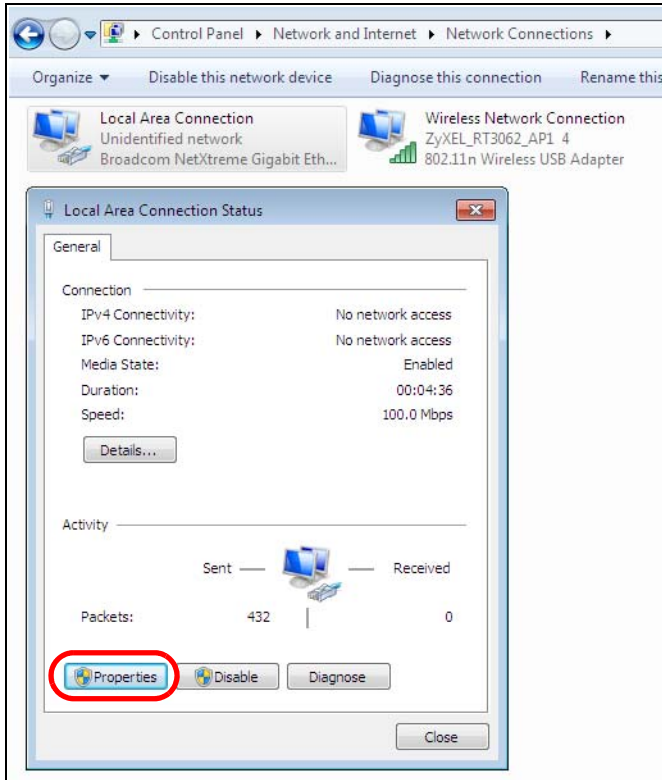 Control Panel Network and Internet Network Connections
Organize Disable this network device Diagnose this connection Rename this
Local Area Connection
Unidentified network
Broadcom NetXtreme Gigabit Eth...
Wireless Network Connection
ZyXEL_RT3062_AP1 4
802.11n Wireless USB Adapter
Local Area Connection Status
General
Connection
IPv4 Connectivity: No network access
IPv6 Connectivity: No network access
Media State: Enabled
Duration: 00:04:36
Speed: 100.0 Mbps
Details...
Activity
Sent Received
Packets: 432 0
Properties Disable Diagnose
Close